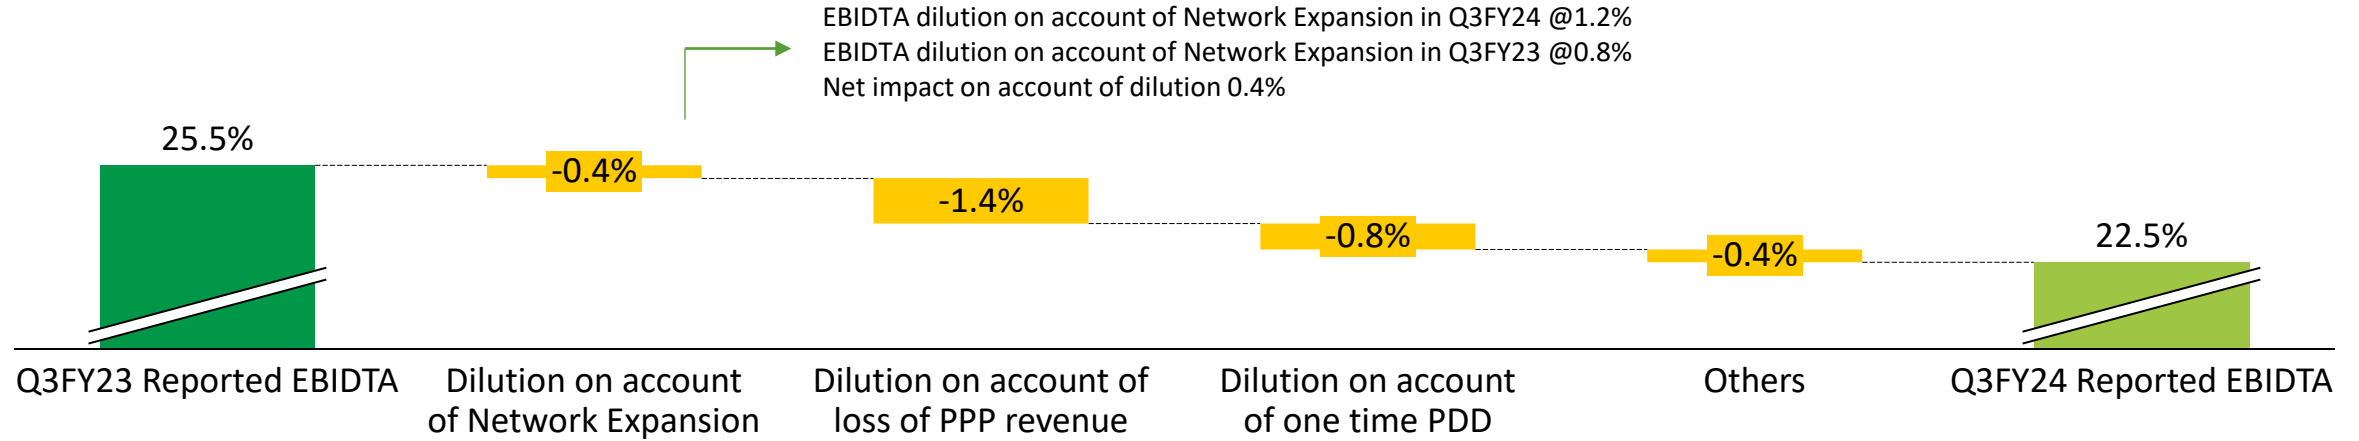 EBIDTA dilution on account of Network Expansion in Q3FY24 @1.2%
EBIDTA dilution on account of Network Expansion in Q3FY23 @0.8%
Net impact on account of dilution 0.4%
25.5%
-0.4%
-1.4%
-0.8%
-0.4%
22.5%
Q3FY23 Reported EBIDTA
Dilution on account
of Network Expansion
Dilution on account of
loss of PPP revenue
Dilution on account
of one time PDD
Others
Q3FY24 Reported EBIDTA